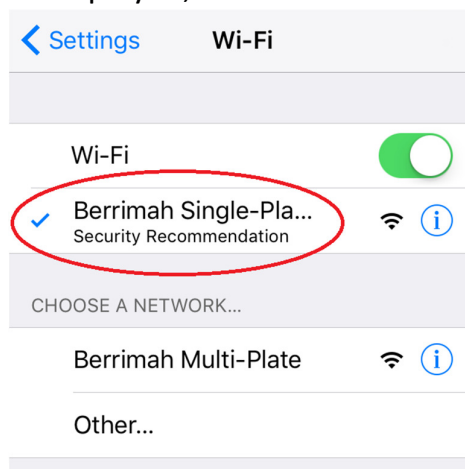 Settings Wi-Fi
Wi-Fi
Berrimah Single-Pla...
Security Recommendation
CHOOSE A NETWORK...
Berrimah Multi-Plate
Other...